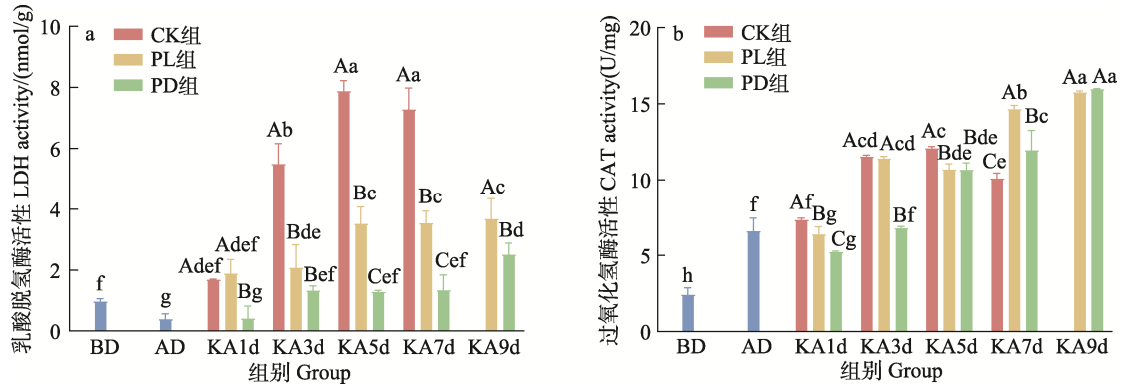 a
CK组
PL组
PD组
乳酸脱氢酶活性 LDH activity/(nmol/g)
10
8
6
4
2
0
f
g
Adef
Adef
Bg
Ab
Bde
Bef
Aa
Bc
Cef
Aa
Bc
Cef
Ac
Bd
BD AD KA1d KA3d KA5d KA7d KA9d
组别 Group
b
CK组
PL组
PD组
过氧化氢酶活性 CAT activity(U/mg)
20
15
10
5
0
h
f
Af
Bg
Cg
Acd
Acd
Bf
Ac
Bde
Bde
Ce
Ab
Bc
Aa
Aa
BD AD KA1d KA3d KA5d KA7d KA9d
组别 Group